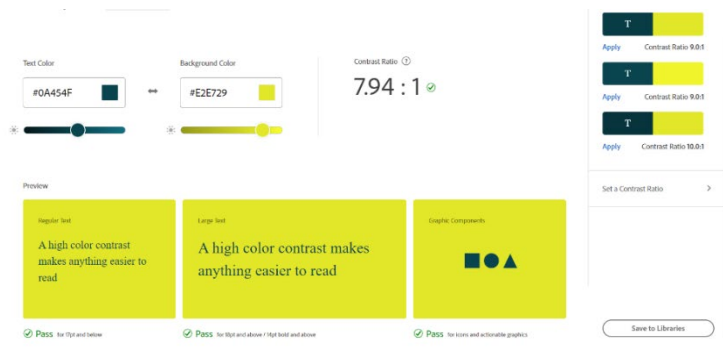 Text Color
Background Color
Contrast Ratio ?
#0A454F
#E2E729
7.94 : 1
Preview
Regular Text
A high color contrast
makes anything easier to
read
Large Text
A high color contrast makes
anything easier to read
Graphic Components
Pass for 17pt and below
Pass for 18pt and above / 14pt bold and above
Pass for icons and actionable graphics
T
Apply Contrast Ratio 9.0:1
T
Apply Contrast Ratio 9.0:1
T
Apply Contrast Ratio 10.0:1
Set a Contrast Ratio
Save to Libraries